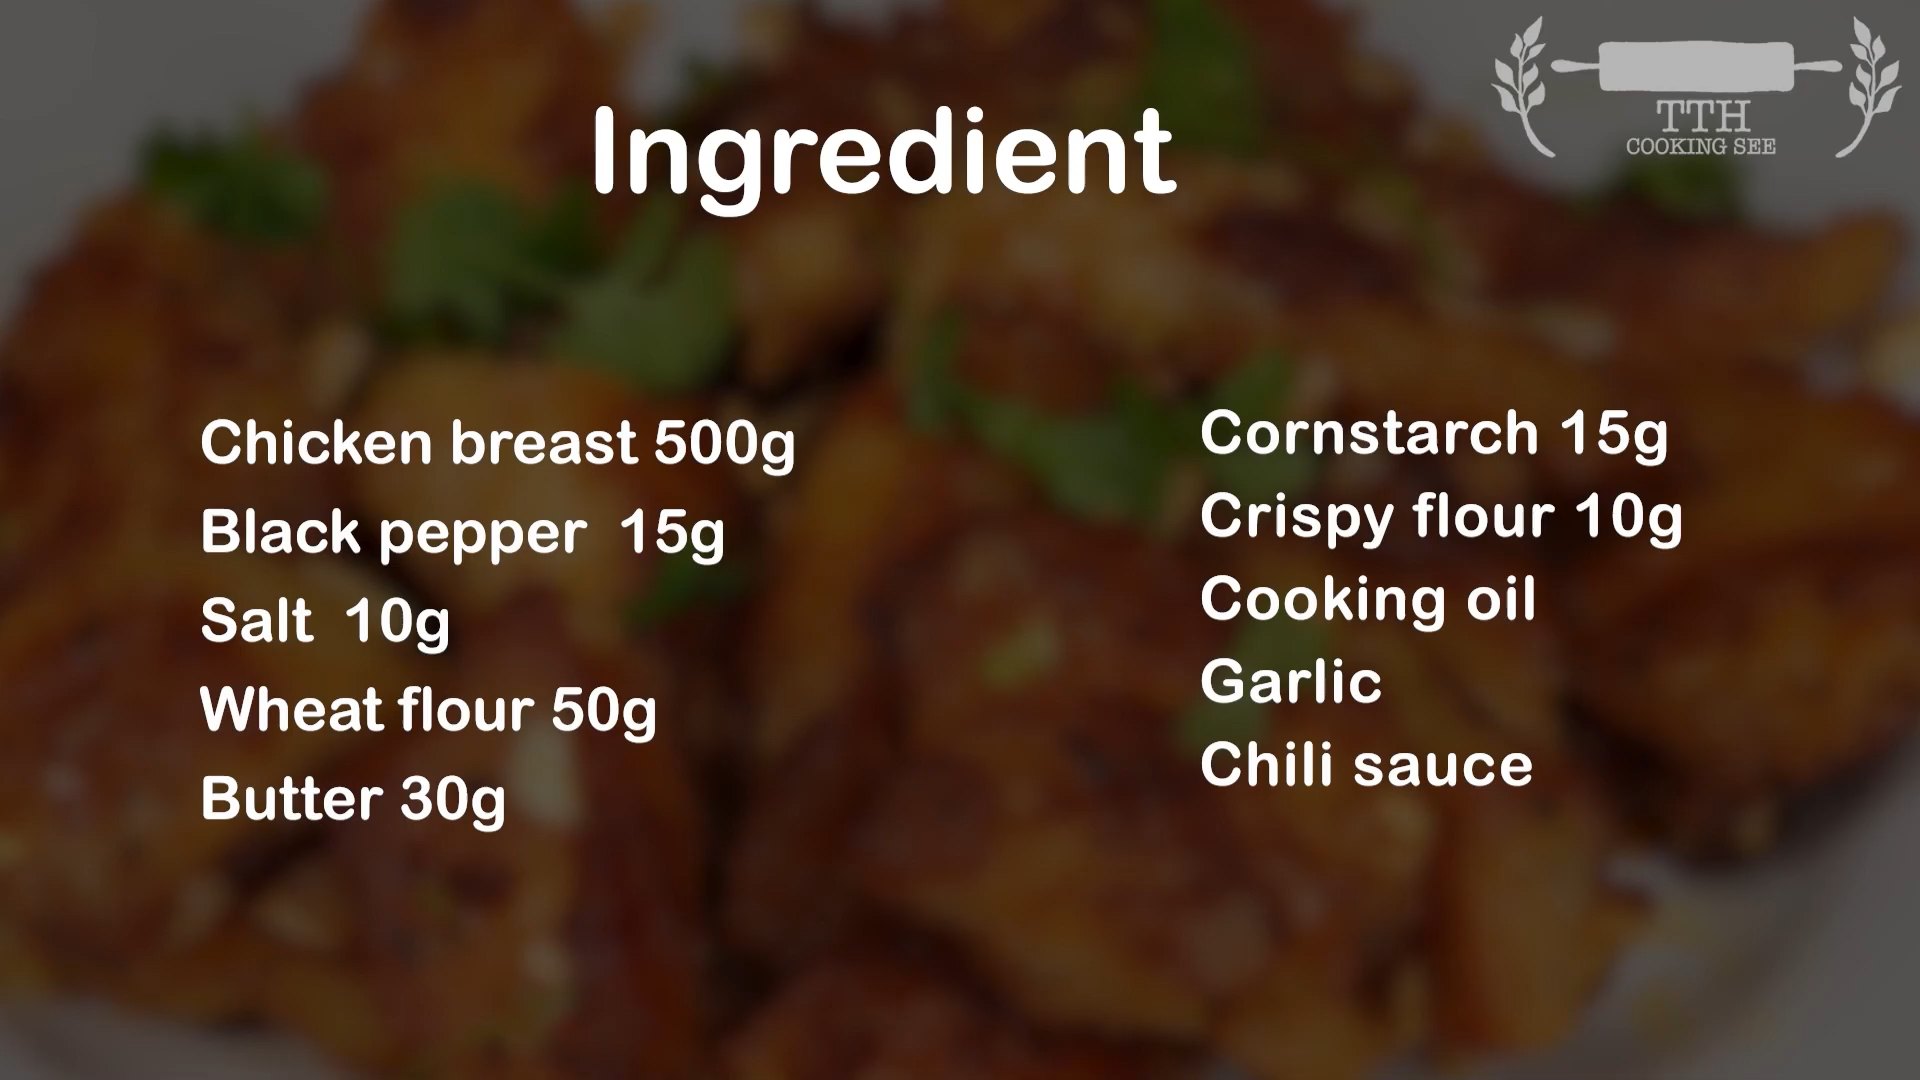 TTH
COOKING SEE
Ingredient
Chicken breast 500g
Black pepper  15g
Salt  10g
Wheat flour 50g
Butter 30g
Cornstarch 15g
Crispy flour 10g
Cooking oil
Garlic
Chili sauce